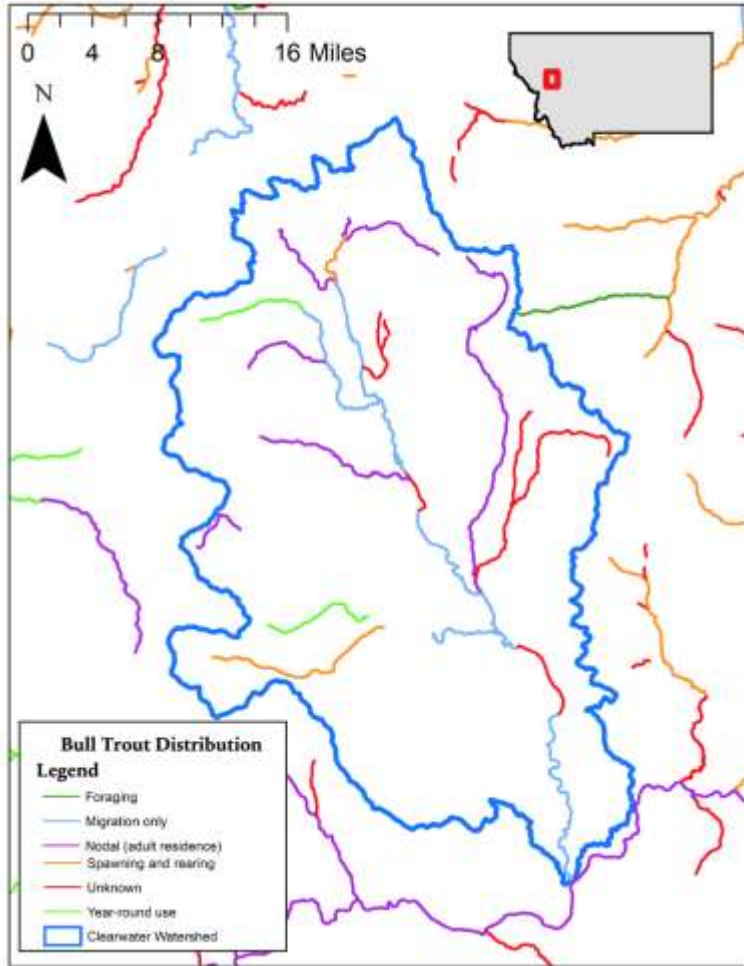 0 4 8 16 Miles
N
Bull Trout Distribution
Legend
Foraging
Migration only
Nodal (adult residence)
Spawning and rearing
Unknown
Year-round use
Clearwater Watershed